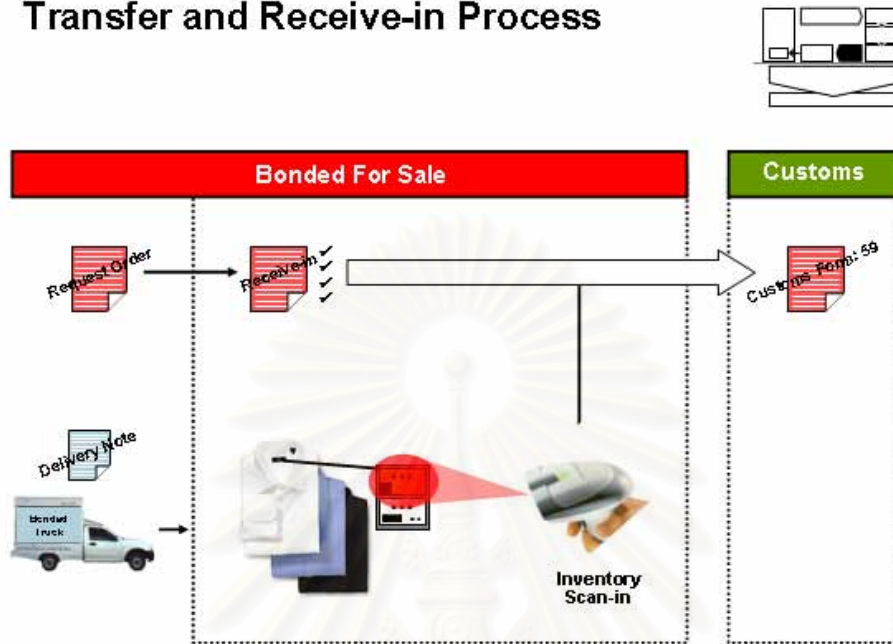 Transfer and Receive-in Process
Bonded For Sale
Customs
Request Order
Receive-in
Customs Form: 59
Delivery Note
Bonded
Truck
Inventory
Scan-in